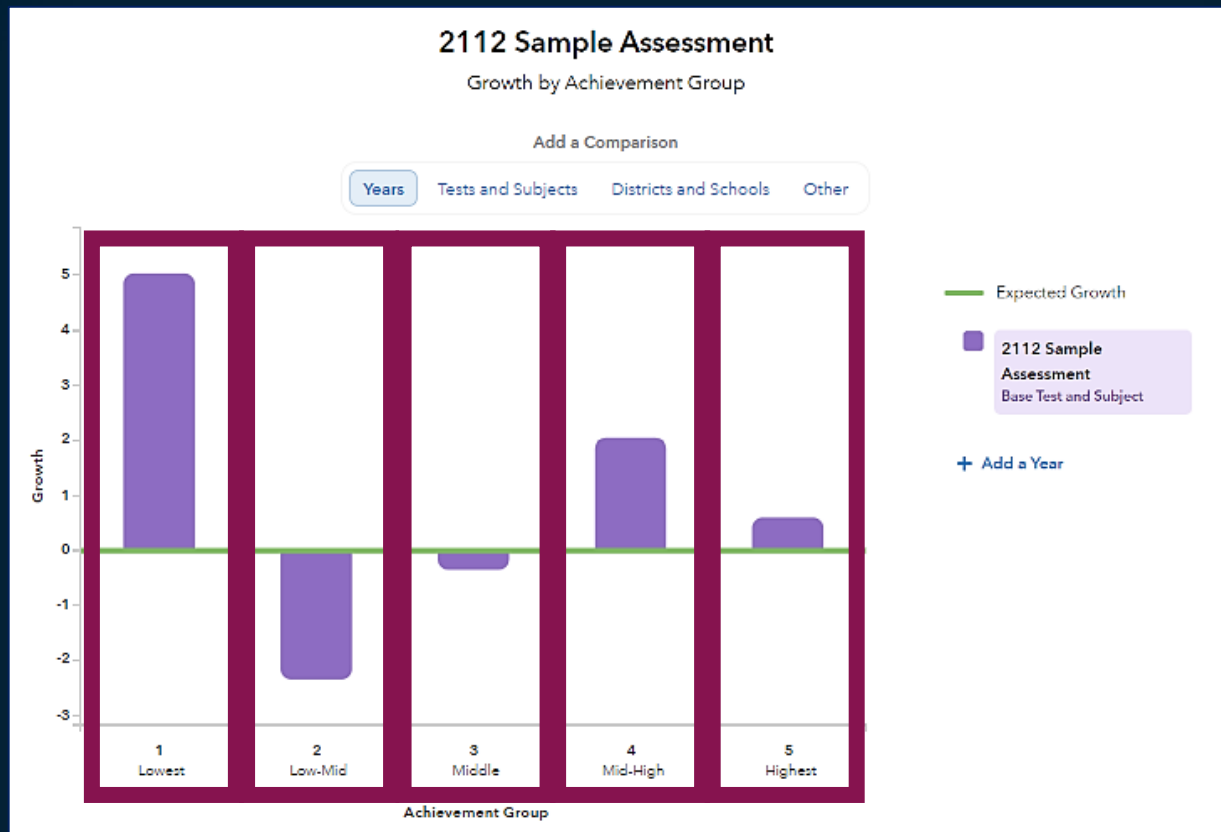 2112 Sample Assessment
Growth by Achievement Group
Add a Comparison
Years Tests and Subjects Districts and Schools Other
5
4
3
2
1
0
-1
-2
-3
Growth
1 2 3 4 5
Lowest Low-Mid Middle Mid-High Highest
Achievement Group
Expected Growth
2112 Sample
Assessment
Base Test and Subject
+ Add a Year